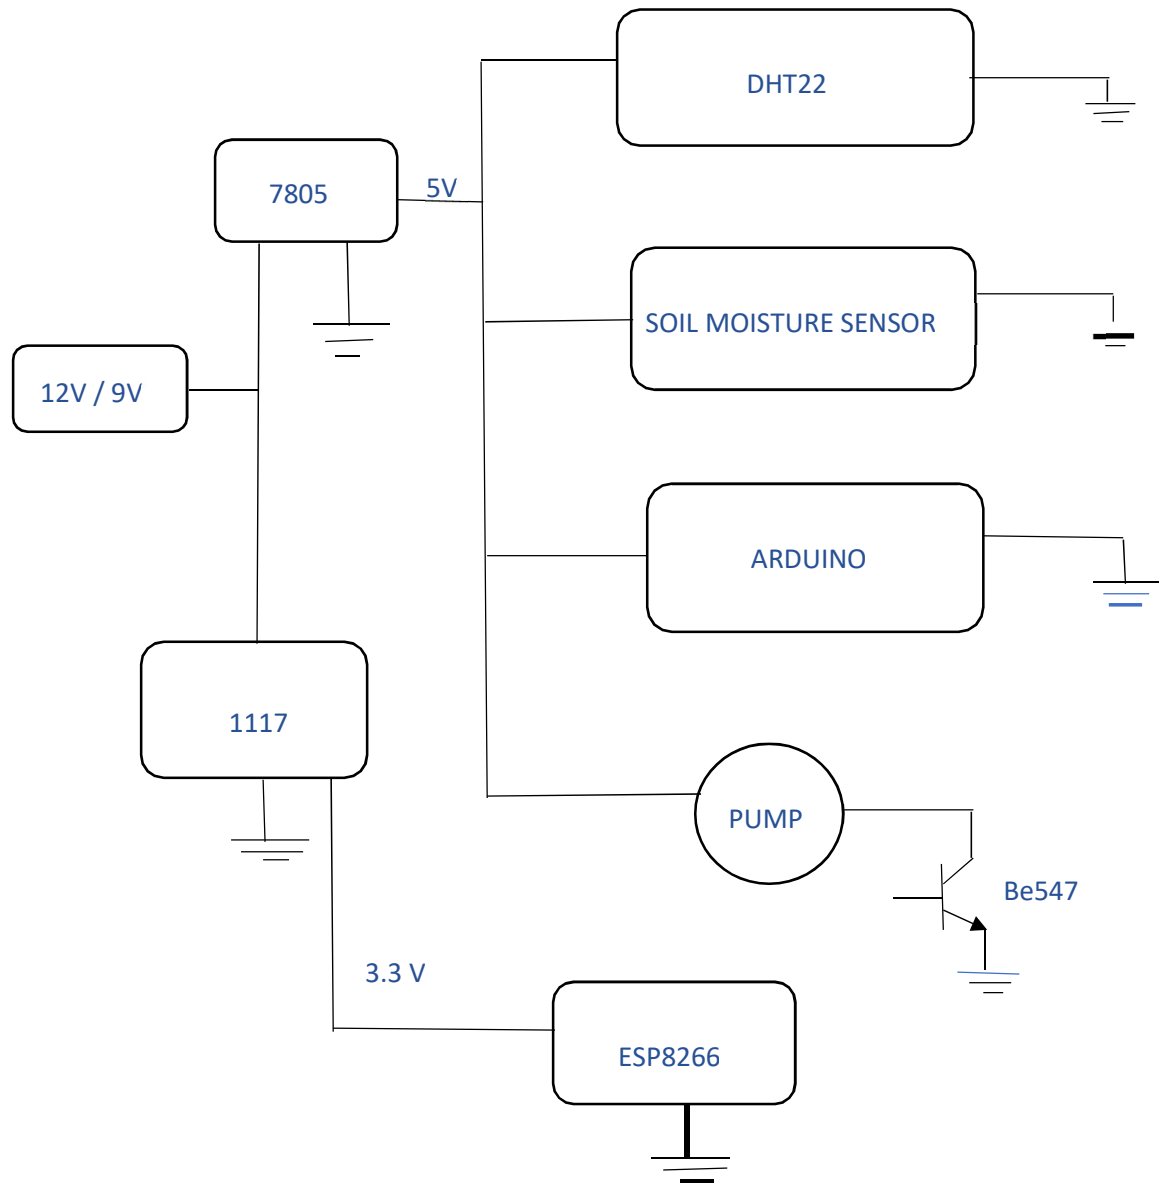 DHT22
7805
5V
SOIL MOISTURE SENSOR
12V / 9V
ARDUINO
1117
PUMP
Be547
3.3 V
ESP8266